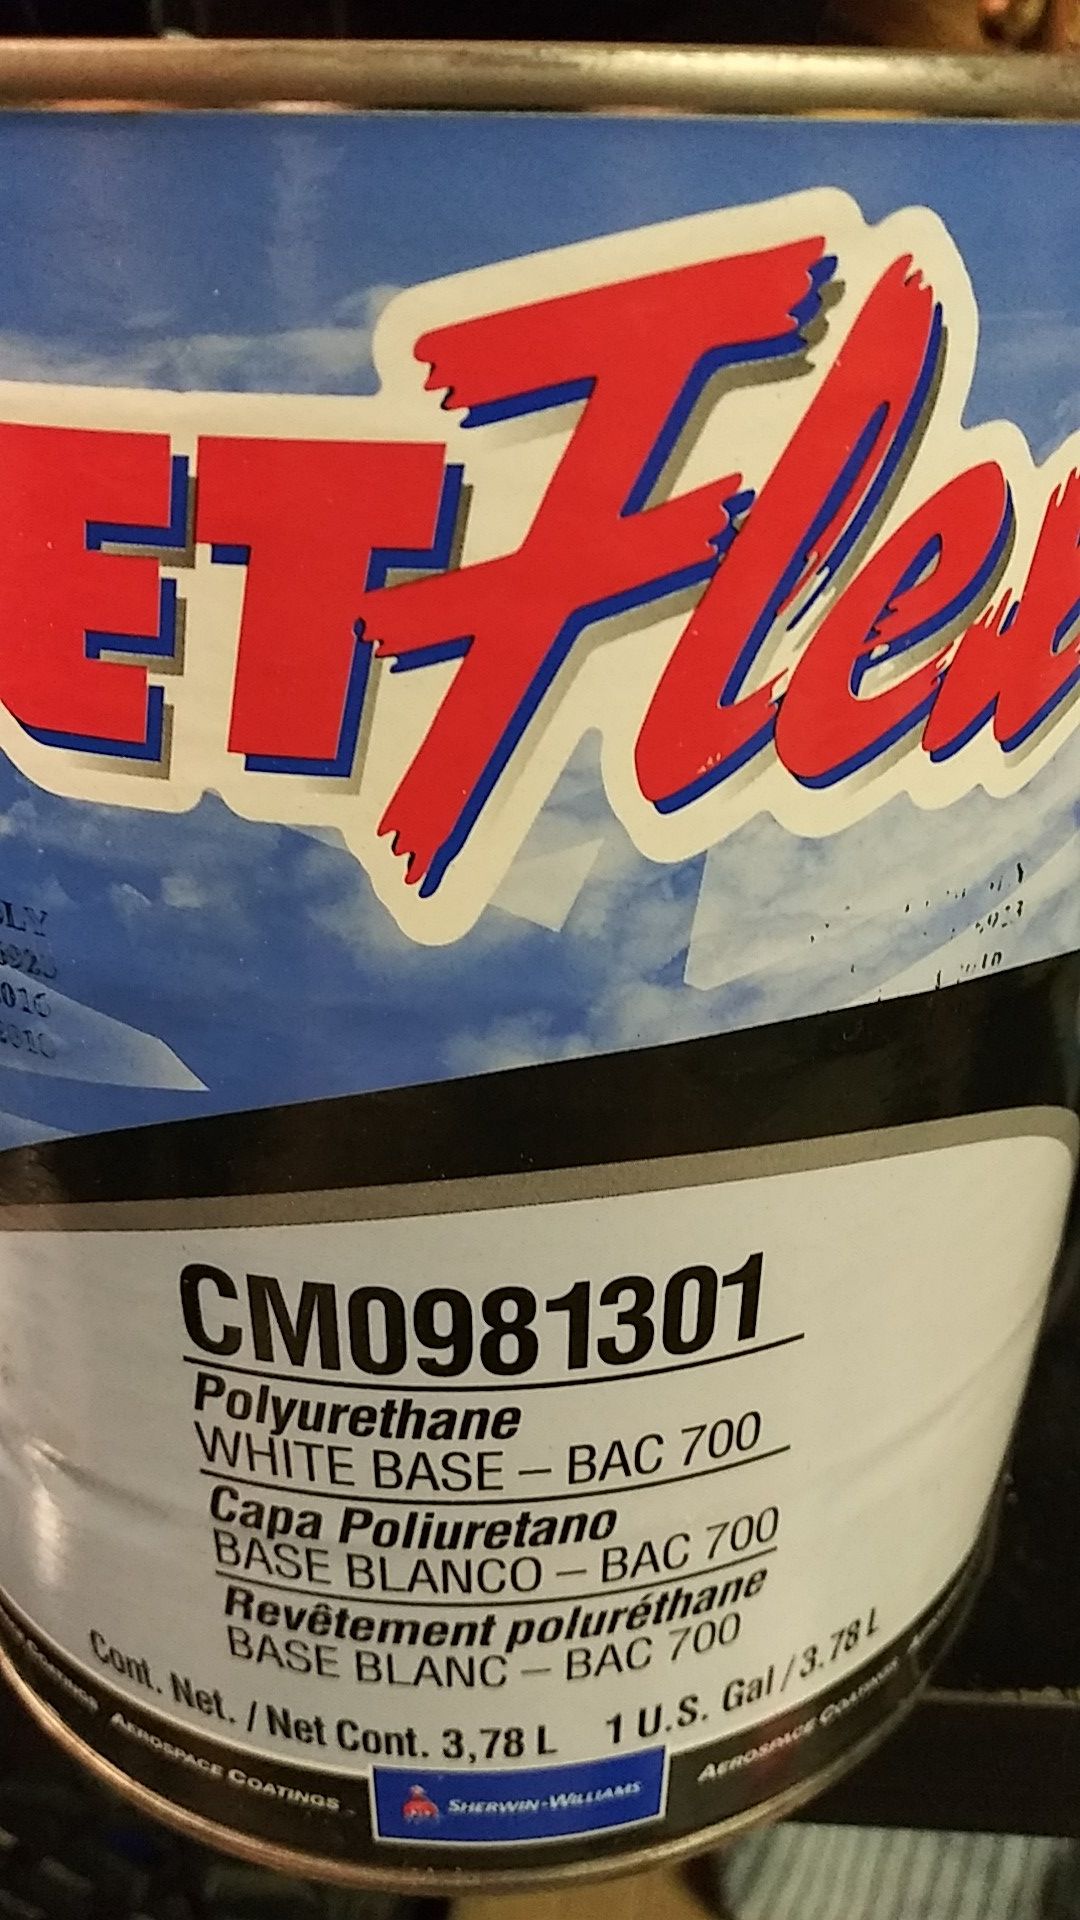 ETFlex
CM0981301
Polyurethane
WHITE BASE – BAC 700
Capa Poliuretano
BASE BLANCO – BAC 700
Revêtement poluréthane
BASE BLANC – BAC 700
Cont. Net. / Net Cont. 3,78 L 1 U.S. Gal / 3.78 L
AEROSPACE COATINGS
SHERWIN-WILLIAMS
AEROSPACE COATINGS